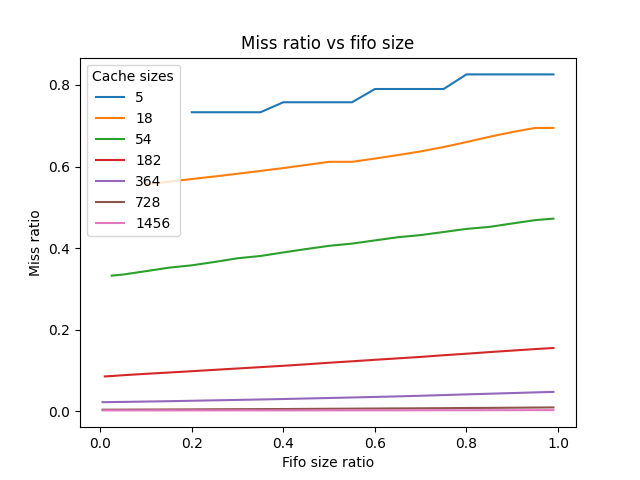 Miss ratio vs fifo size
Cache sizes
5
18
54
182
364
728
1456
Miss ratio
0.8
0.6
0.4
0.2
0.0
0.0 0.2 0.4 0.6 0.8 1.0
Fifo size ratio